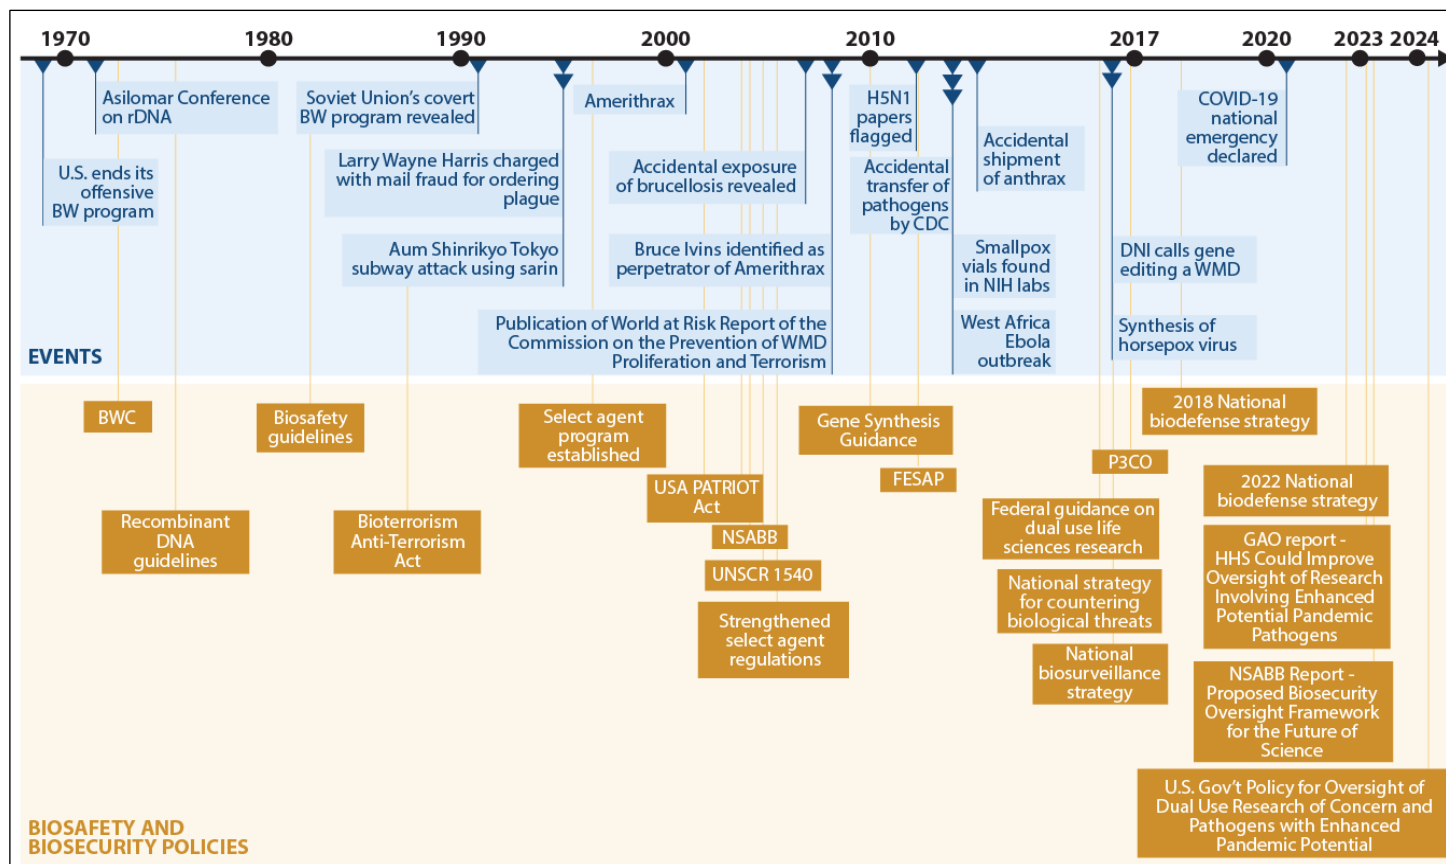 1970
1980
1990
2000
2010
2017
2020
2023
2024
Asilomar Conference
on rDNA
U.S. ends its
offensive
BW program
Soviet Union's covert
BW program revealed
Larry Wayne Harris charged
with mail fraud for ordering
plague
Aum Shinrikyo Tokyo
subway attack using sarin
Amerithrax
Accidental exposure
of brucellosis revealed
Bruce Ivins identified as
perpetrator of Amerithrax
Publication of World at Risk Report of the
Commission on the Prevention of WMD
Proliferation and Terrorism
H5N1
papers
flagged
Accidental
transfer of
pathogens
by CDC
Accidental
shipment
of anthrax
Smallpox
vials found
in NIH labs
West Africa
Ebola
outbreak
DNI calls gene
editing a WMD
Synthesis of
horsepox virus
COVID-19
national
emergency
declared
EVENTS
BWC
Recombinant
DNA
guidelines
Biosafety
guidelines
Bioterrorism
Anti-Terrorism
Act
Select agent
program
established
USA PATRIOT
Act
NSABB
UNSCR 1540
Strengthened
select agent
regulations
Gene Synthesis
Guidance
FESAP
Federal guidance on
dual use life
sciences research
National strategy
for countering
biological threats
National
biosurveillance
strategy
P3CO
2018 National
biodefense strategy
2022 National
biodefense strategy
GAO report -
HHS Could Improve
Oversight of Research
Involving Enhanced
Potential Pandemic
Pathogens
NSABB Report -
Proposed Biosecurity
Oversight Framework
for the Future of
Science
U.S. Gov't Policy for Oversight of
Dual Use Research of Concern and
Pathogens with Enhanced
Pandemic Potential
BIOSAFETY AND
BIOSECURITY POLICIES